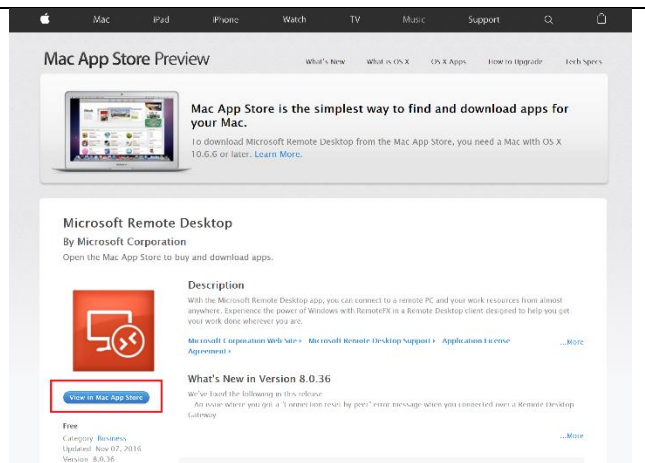 Mac iPad iPhone Watch TV Music Support
Mac App Store Preview
What's New What is OS X OS X Apps How to Upgrade Tech Specs
Mac App Store is the simplest way to find and download apps for
your Mac.
To download Microsoft Remote Desktop from the Mac App Store, you need a Mac with OS X
10.6.6 or later. Learn More.
Microsoft Remote Desktop
By Microsoft Corporation
Open the Mac App Store to buy and download apps.
Description
With the Microsoft Remote Desktop app, you can connect to a remote PC and your work resources from almost
anywhere. Experience the power of Windows with RemoteFX in a Remote Desktop client designed to help you get
your work done wherever you are.
Microsoft Corporation Web Site Microsoft Remote Desktop Support Application License
Agreement
...More
What's New in Version 8.0.36
We've fixed the following in this release
An issue where you got a "connection reset by peer" error message when you connected over a Remote Desktop
Gateway
...More
View in Mac App Store
Free
Category: Business
Updated: Nov 07, 2016
Version: 8.0.36